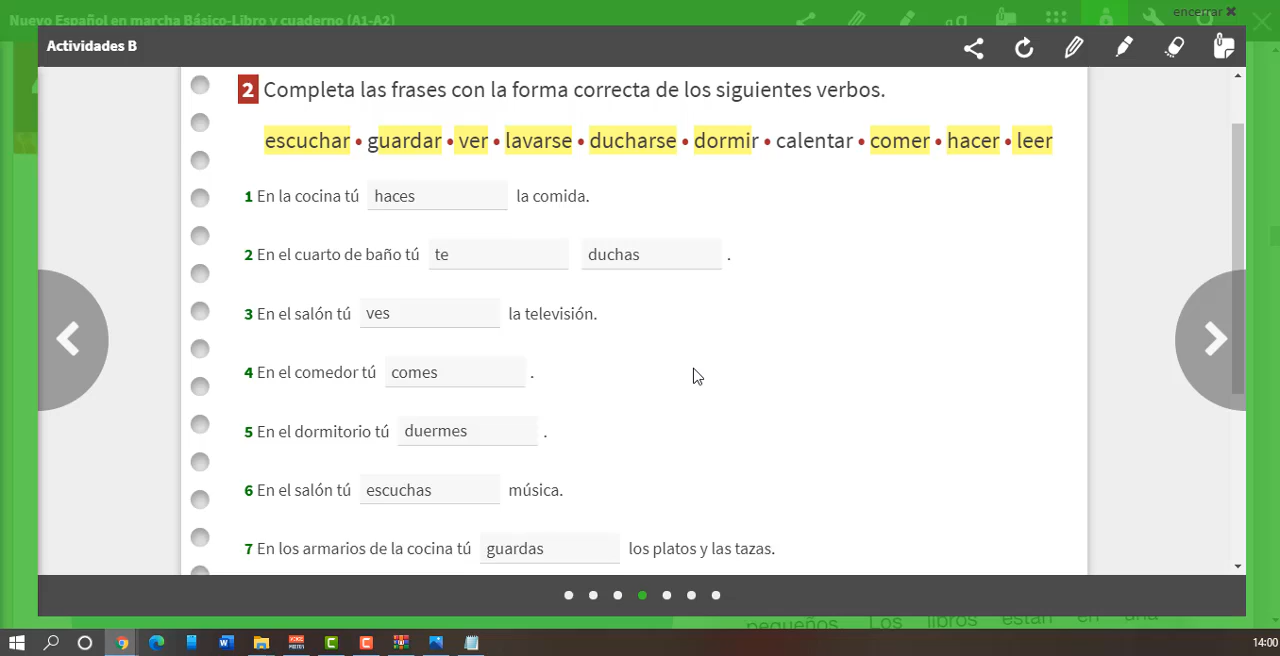 Nuevo Español en marcha Básico-Libro y cuaderno (A1-A2)
encerrar ×
Actividades B
2 Completa las frases con la forma correcta de los siguientes verbos.
escuchar • guardar • ver • lavarse • ducharse • dormir • calentar • comer • hacer • leer
1 En la cocina tú haces la comida.
2 En el cuarto de baño tú te duchas .
3 En el salón tú ves la televisión.
4 En el comedor tú comes .
5 En el dormitorio tú duermes .
6 En el salón tú escuchas música.
7 En los armarios de la cocina tú guardas los platos y las tazas.
pequeños. Los libros están en una
14:00